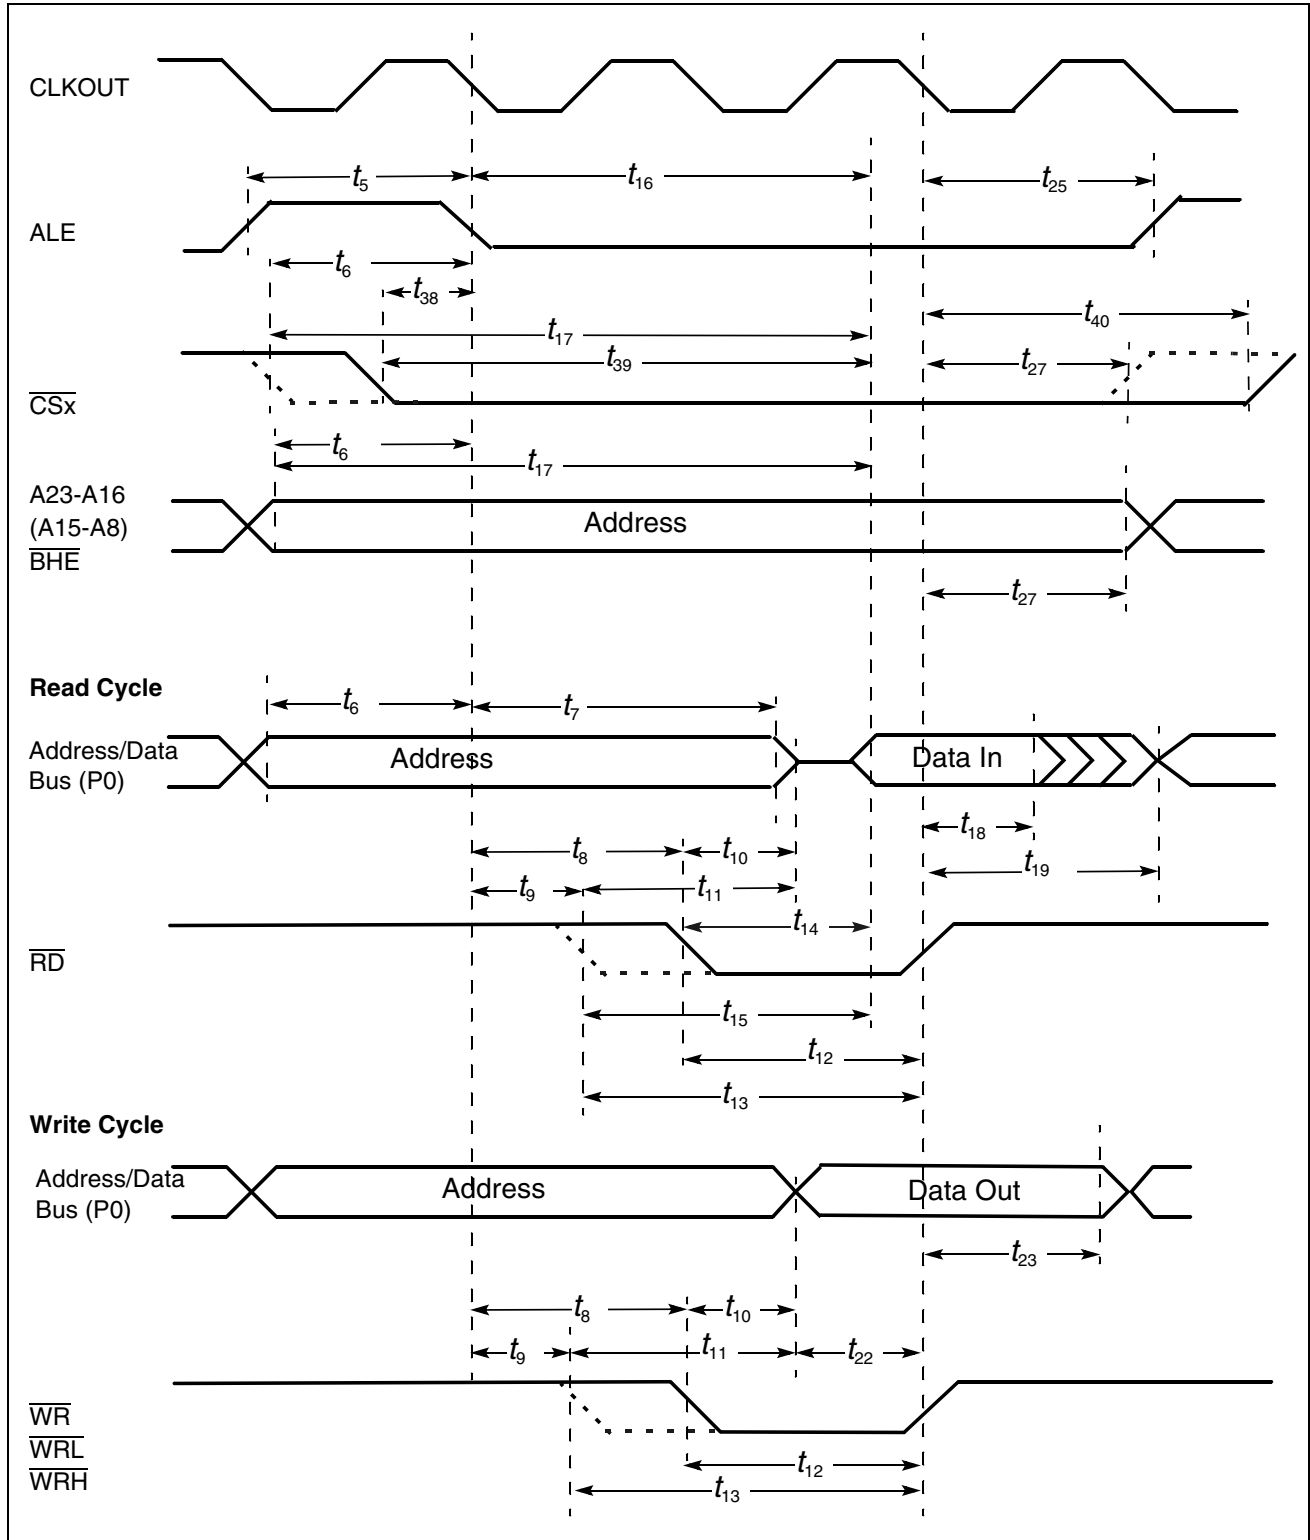 CLKOUT
t5
t16
t25
ALE
t6
t38
t40
t17
t39
t27
CSx
t6
t17
A23-A16
(A15-A8)
BHE
Address
t27
Read Cycle
t6
t7
Address/Data
Bus (P0)
Address
Data In
t18
t8
t10
t19
t9
t11
t14
RD
t15
t12
t13
Write Cycle
Address/Data
Bus (P0)
Address
Data Out
t23
t8
t10
t9
t11
t22
WR
WRL
WRH
t12
t13